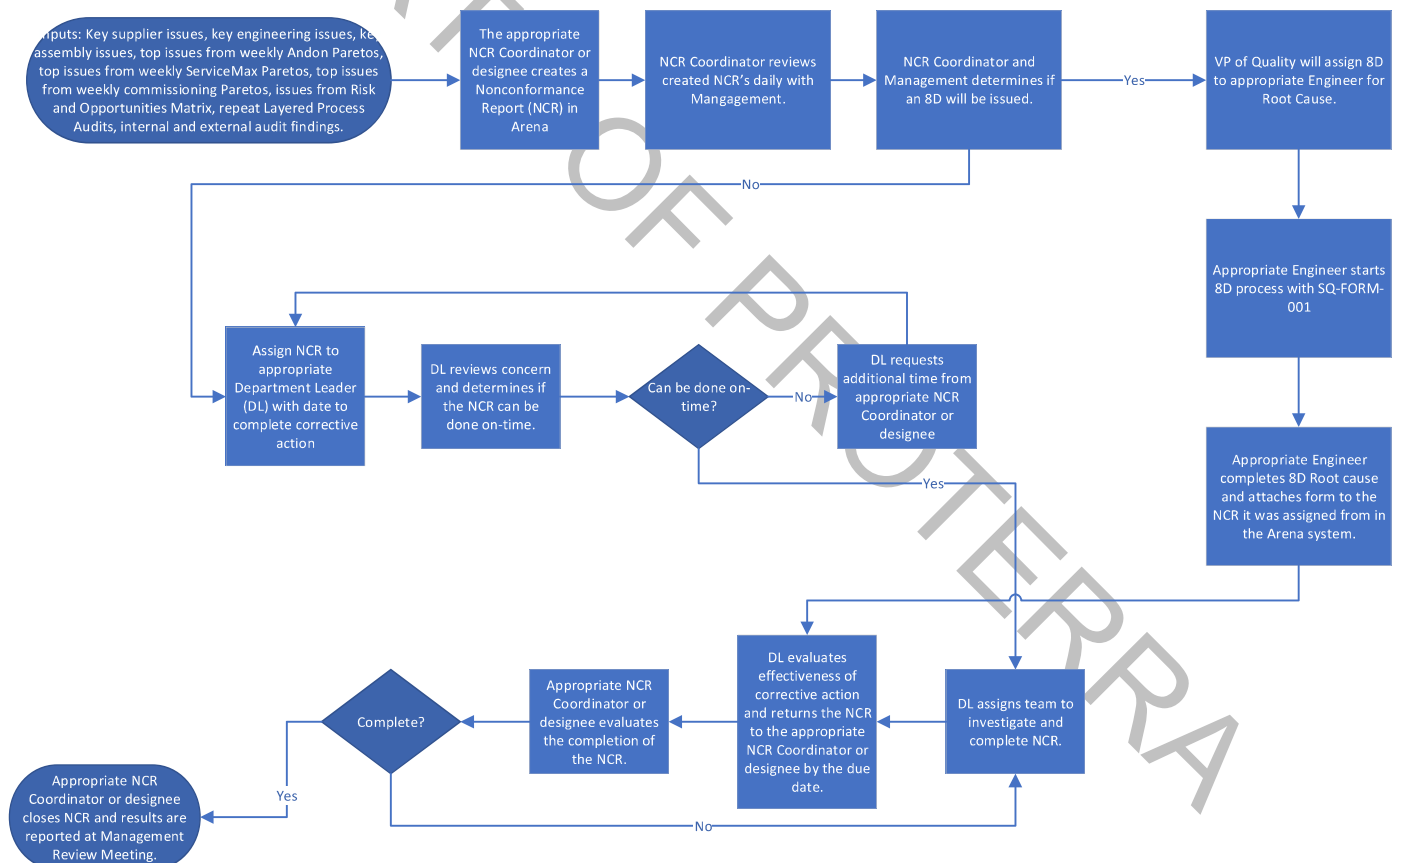 Inputs: Key supplier issues, key engineering issues, key
assembly issues, top issues from weekly Andon Paretos,
top issues from weekly ServiceMax Paretos, top issues
from weekly commissioning Paretos, issues from Risk
and Opportunities Matrix, repeat Layered Process
Audits, internal and external audit findings.
The appropriate
NCR Coordinator or
designee creates a
Nonconformance
Report (NCR) in
Arena
NCR Coordinator reviews
created NCR's daily with
Mangagement.
NCR Coordinator and
Management determines if
an 8D will be issued.
Yes
VP of Quality will assign 8D
to appropriate Engineer for
Root Cause.
No
Appropriate Engineer starts
8D process with SQ-FORM-
001
Assign NCR to
appropriate
Department Leader
(DL) with date to
complete corrective
action
DL reviews concern
and determines if
the NCR can be
done on-time.
Can be done on-
time?
No
DL requests
additional time from
appropriate NCR
Coordinator or
designee
Yes
Appropriate Engineer
completes 8D Root cause
and attaches form to the
NCR it was assigned from in
the Arena system.
DL assigns team to
investigate and
complete NCR.
DL evaluates
effectiveness of
corrective action
and returns the NCR
to the appropriate
NCR Coordinator or
designee by the due
date.
Appropriate NCR
Coordinator or
designee evaluates
the completion of
the NCR.
Complete?
Yes
No
Appropriate NCR
Coordinator or designee
closes NCR and results are
reported at Management
Review Meeting.
OF PROTERRA